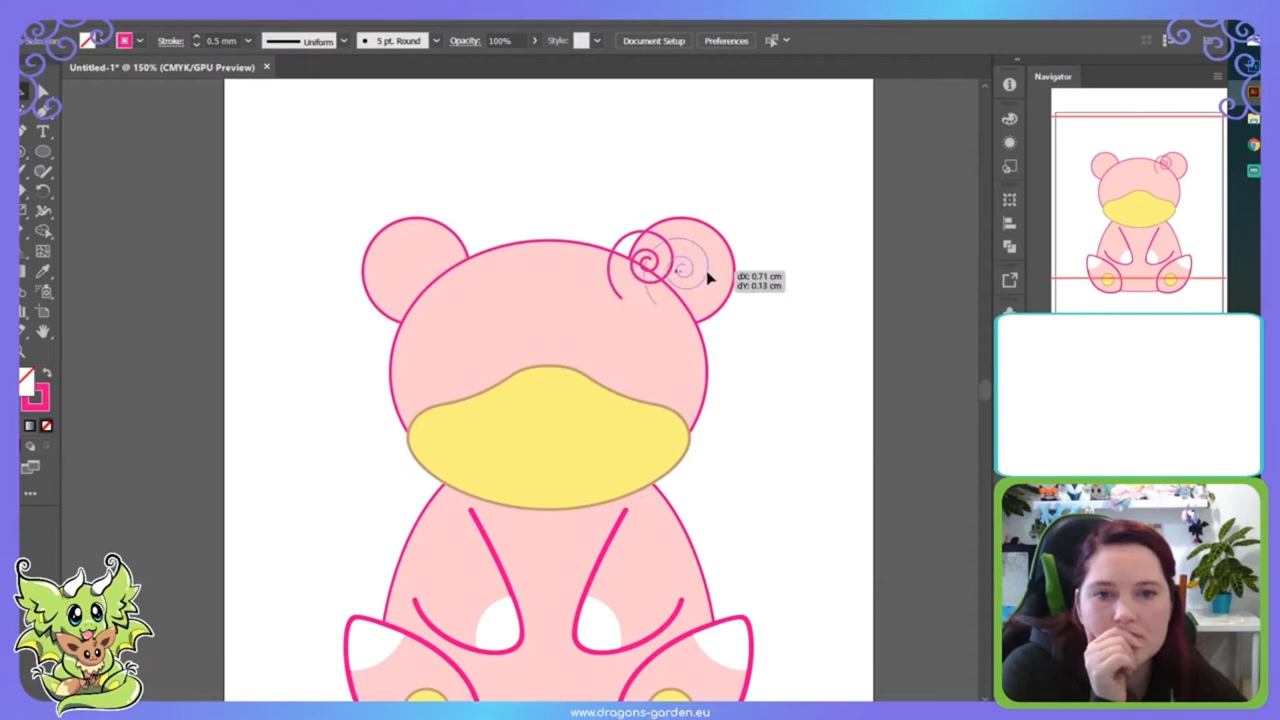 Stroke: 0.5 mm Uniform 5 pt. Round Opacity: 100% Style: Document Setup Preferences
Untitled-1* @ 150% (CMYK/GPU Preview) ×
Navigator
T
dX: 0.71 cm
dY: 0.13 cm
Ai
www.dragons-garden.eu